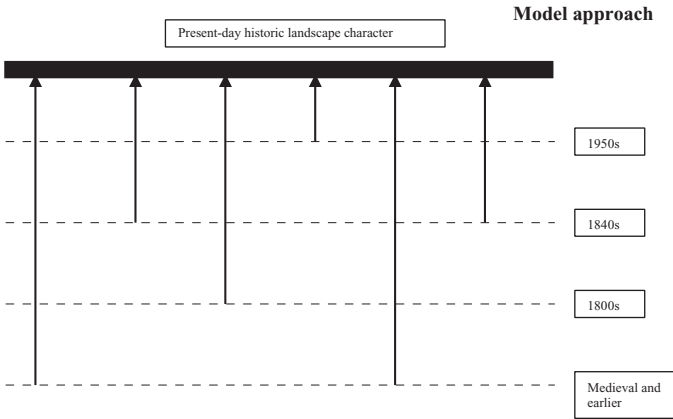 Model approach
Present-day historic landscape character
1950s
1840s
1800s
Medieval and
earlier